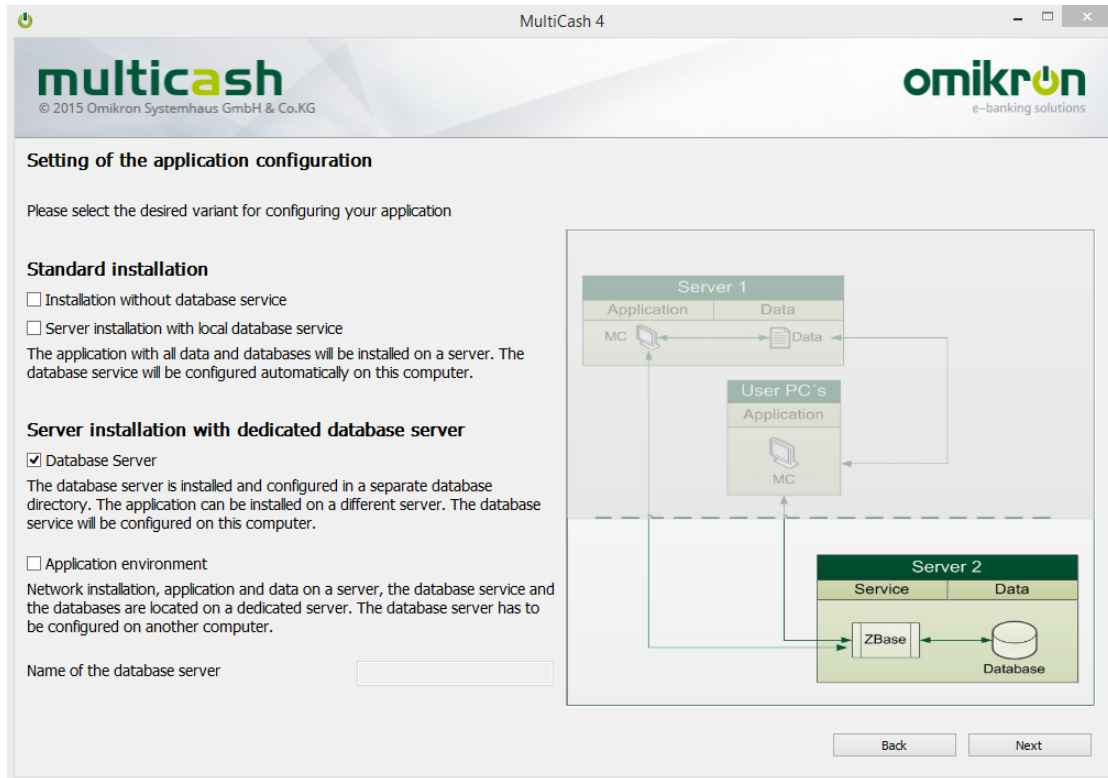 MultiCash 4
multicash
© 2015 Omikron Systemhaus GmbH & Co.KG
omikron
e-banking solutions
Setting of the application configuration
Please select the desired variant for configuring your application
Standard installation
Installation without database service
Server installation with local database service
The application with all data and databases will be installed on a server. The
database service will be configured automatically on this computer.
Server installation with dedicated database server
Database Server
The database server is installed and configured in a separate database
directory. The application can be installed on a different server. The database
service will be configured on this computer.
Application environment
Network installation, application and data on a server, the database service and
the databases are located on a dedicated server. The database server has to
be configured on another computer.
Name of the database server
Server 1
Application Data
MC Data
User PC´s
Application
MC
Server 2
Service Data
ZBase
Database
Back Next